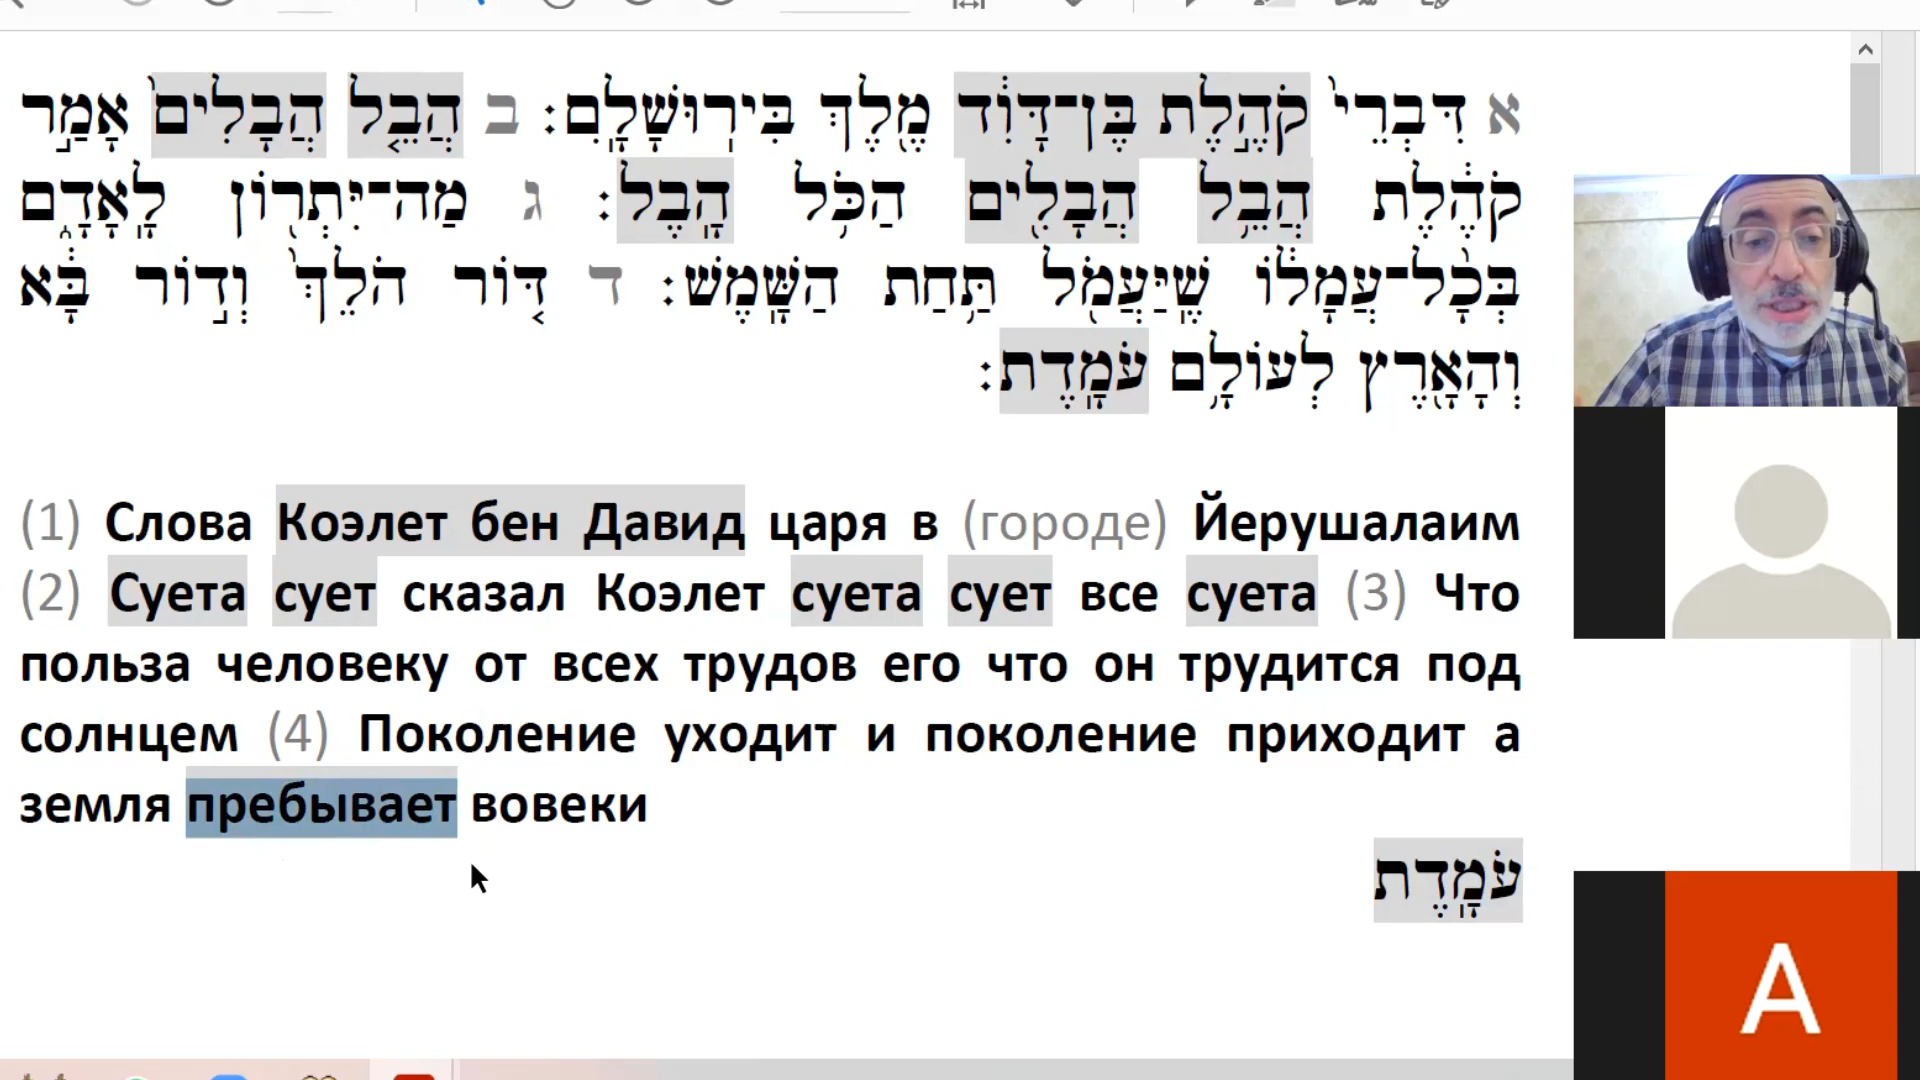 א דִּבְרֵי֙ קֹהֶ֣לֶת בֶּן־דָּוִ֔ד מֶ֖לֶךְ בִּירֽוּשָׁלָֽ͏ִם׃ ב הֲבֵ֤ל הֲבָלִים֙ אָמַ֣ר
קֹהֶ֔לֶת הֲבֵ֥ל הֲבָלִ֖ים הַכֹּ֥ל הָֽבֶל׃ ג מַה־יִּתְר֖וֹן לָֽאָדָ֑ם
בְּכׇ֨ל־עֲמָל֔וֹ שֶֽׁיַּעֲמֹ֖ל תַּ֥חַת הַשָּֽׁמֶשׁ׃ ד דּ֤וֹר הֹלֵךְ֙ וְד֣וֹר בָּ֔א
וְהָאָ֖רֶץ לְעוֹלָ֥ם עֹמָֽדֶת׃
(1) Слова Коэлет бен Давид царя в (городе) Йерушалаим
(2) Суета сует сказал Коэлет суета сует все суета (3) Что
польза человеку от всех трудов его что он трудится под
солнцем (4) Поколение уходит и поколение приходит а
земля пребывает вовеки
עֹמָֽדֶת
A